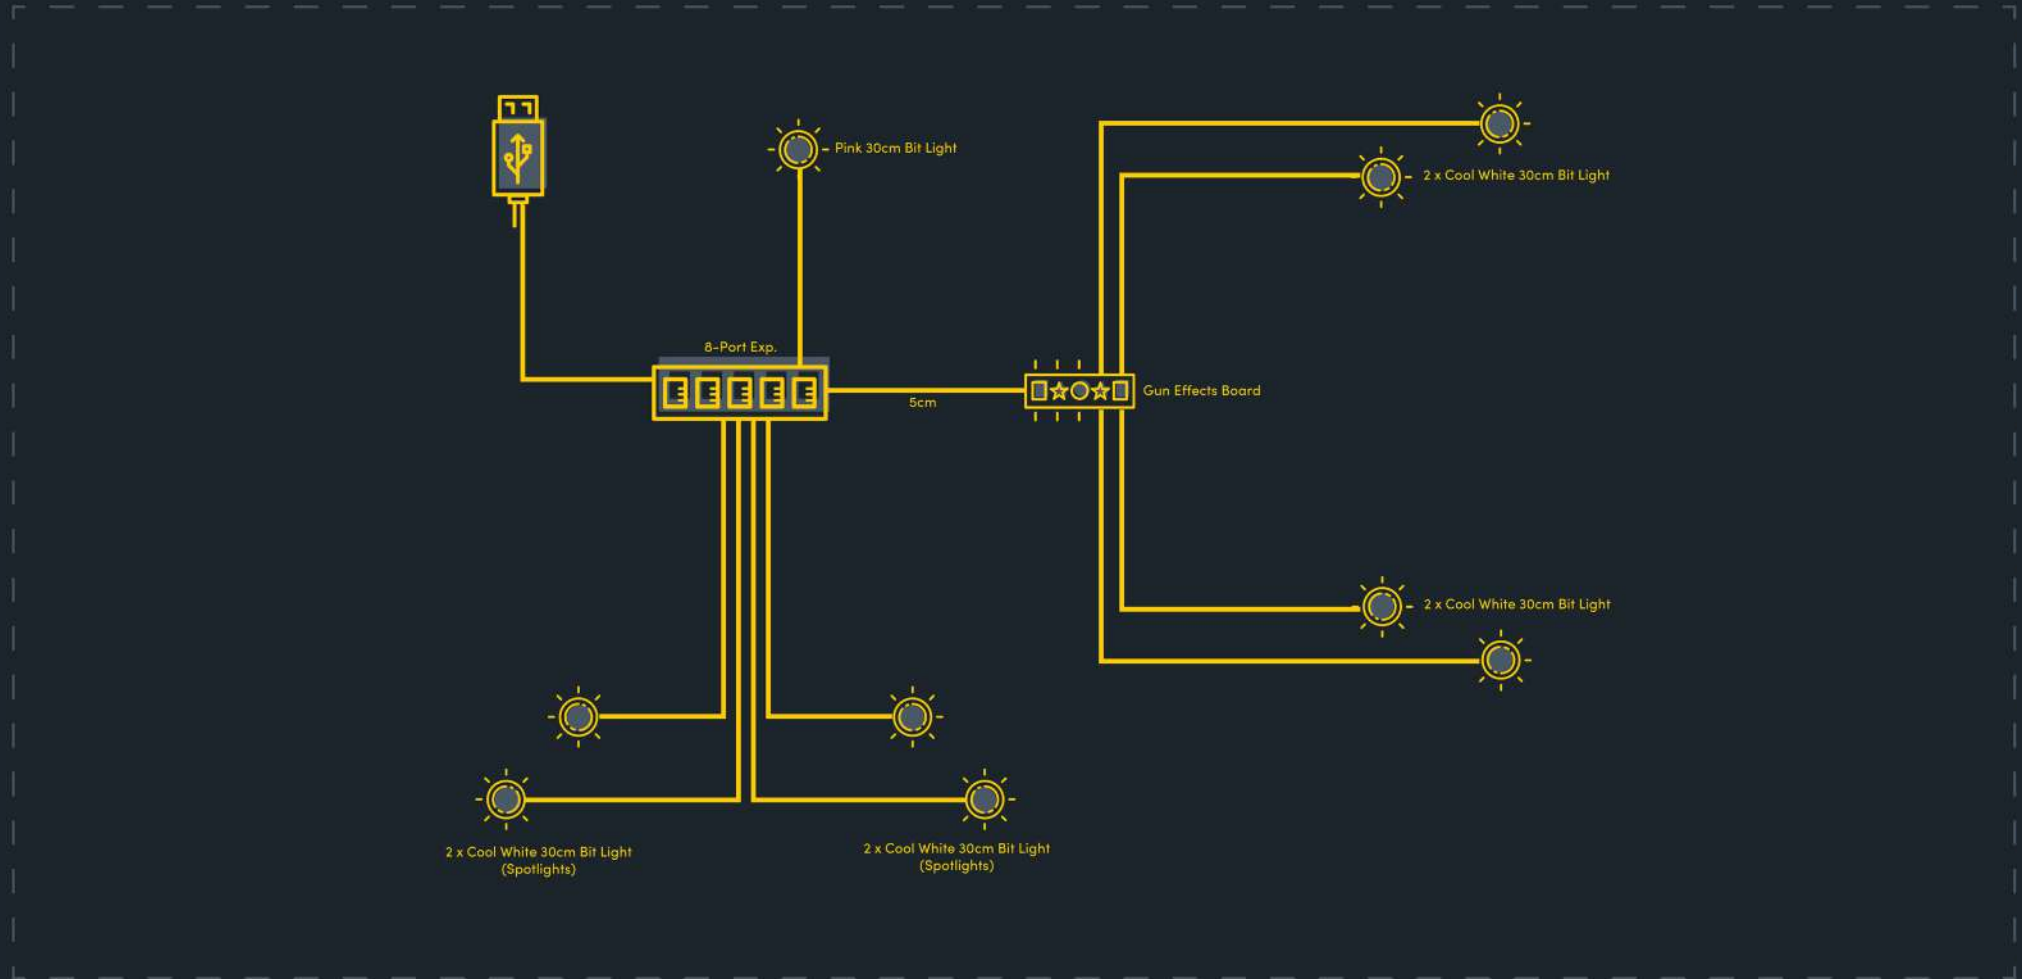 Pink 30cm Bit Light
2 x Cool White 30cm Bit Light
8-Port Exp.
5cm
Gun Effects Board
2 x Cool White 30cm Bit Light
2 x Cool White 30cm Bit Light
(Spotlights)
2 x Cool White 30cm Bit Light
(Spotlights)